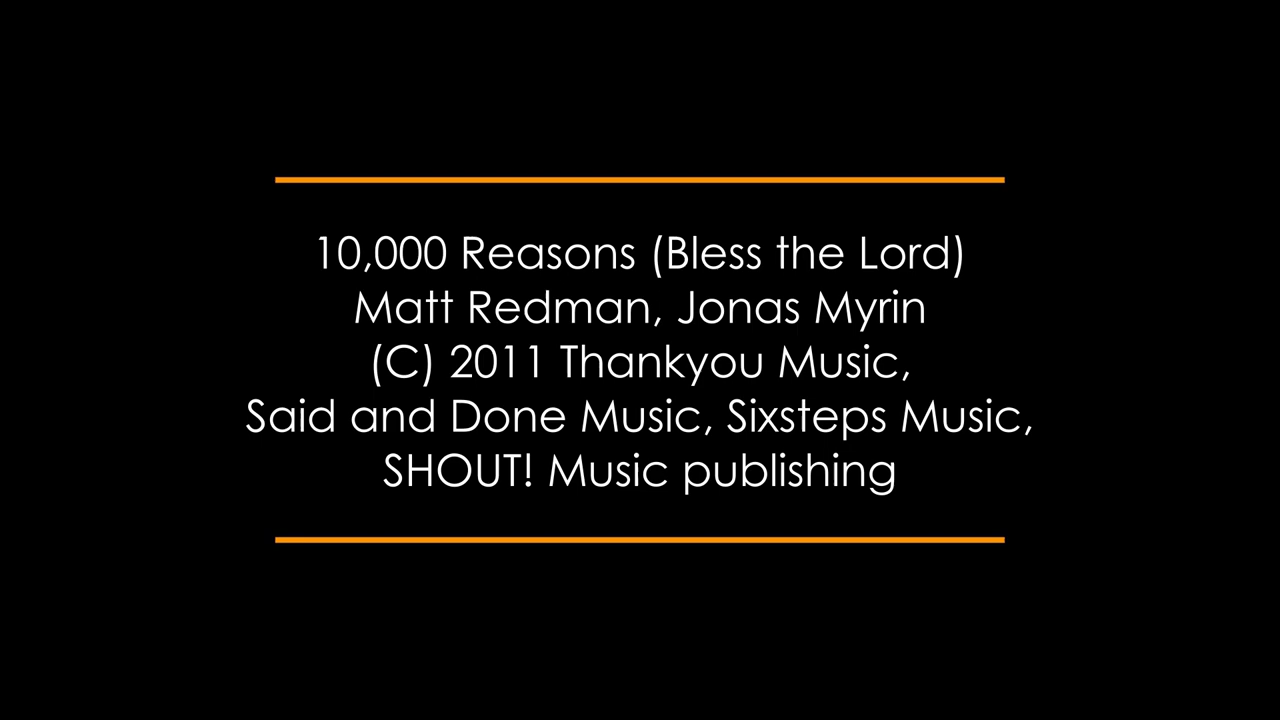 10,000 Reasons (Bless the Lord)
Matt Redman, Jonas Myrin
(C) 2011 Thankyou Music,
Said and Done Music, Sixsteps Music,
SHOUT! Music publishing